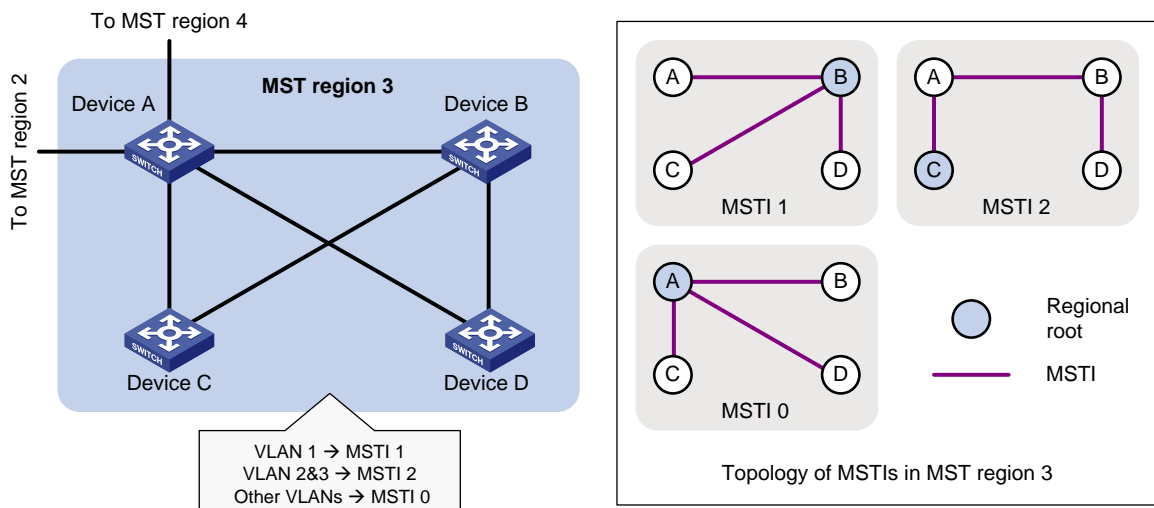 To MST region 4
To MST region 2
MST region 3
Device A
Device B
SWITCH
SWITCH
Device C
Device D
SWITCH
SWITCH
VLAN 1 → MSTI 1
VLAN 2&3 → MSTI 2
Other VLANs → MSTI 0
A
B
C
D
MSTI 1
A
B
C
D
MSTI 2
A
B
C
D
MSTI 0
Regional
root
MSTI
Topology of MSTIs in MST region 3